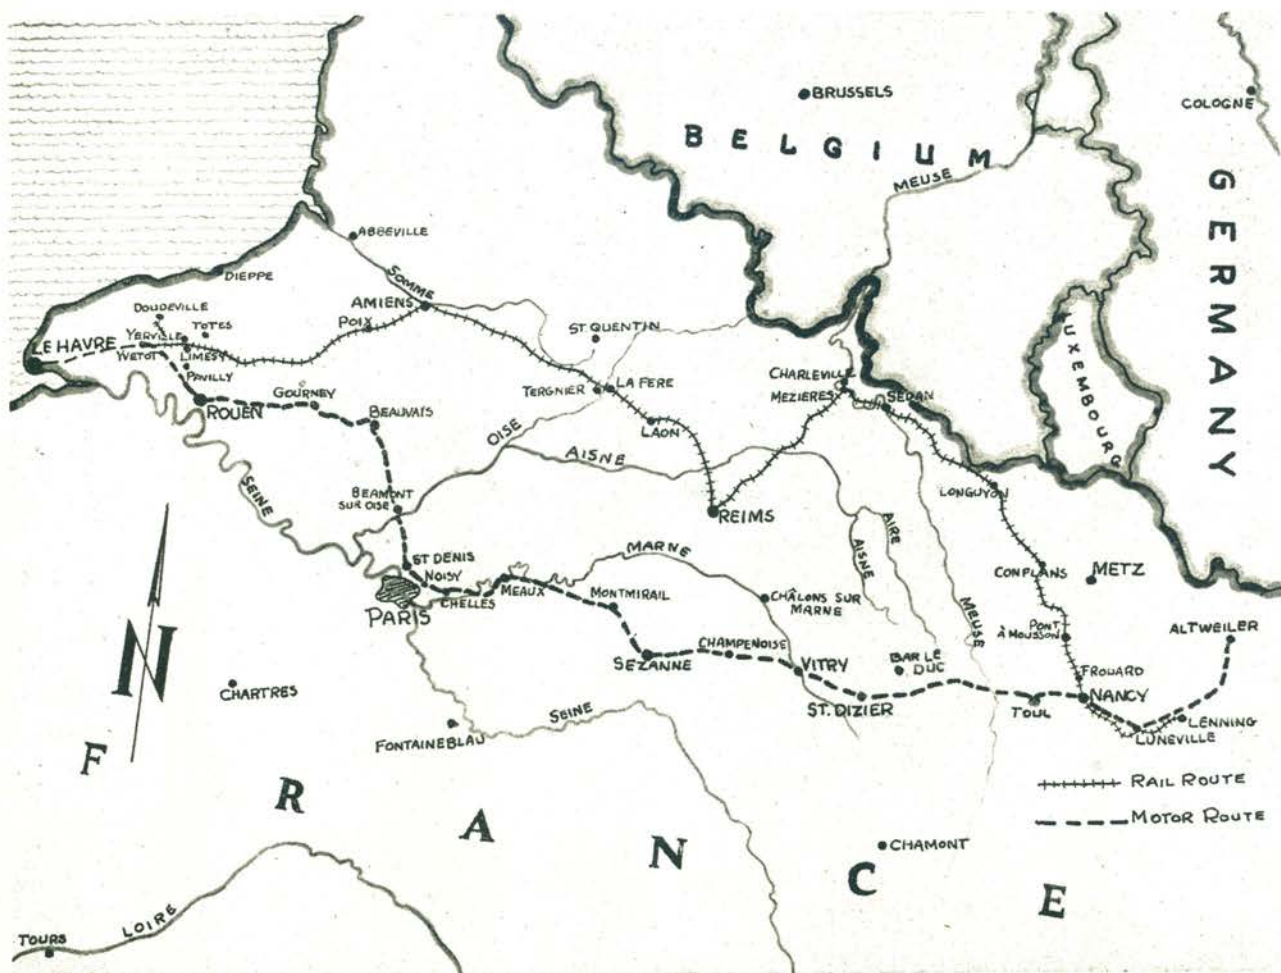 BRUSSELS
COLOGNE
BELGIUM
MEUSE
GERMANY
ABBEVILLE
DIEPPE
SOMME
DOUDEVILLE
AMIENS
TOTES
POIX
YERVILLE
ST QUENTIN
LE HAVRE
YVETOT
LIMESY
LUXEMBOURG
PAVILLY
CHARLEVILLE
TERGNIER
LA FERE
MEZIERES
SEDAN
ROUEN
GOURNEY
BEAUVAIS
LAON
OISE
AISNE
SEINE
BEAMONT
SUR OISE
LONGUYON
REIMS
AIRE
AISNE
MARNE
ST DENIS
NOISY
CONFLANS
METZ
CHELLES
MEAUX
MONTMIRAIL
CHÂLONS SUR
MARNE
MEUSE
PARIS
PONT
À MOUSSON
ALTWEILER
N
SEZANNE
CHAMPENOISE
VITRY
BAR LE
DUC
FROUARD
CHARTRES
ST. DIZIER
TOUL
NANCY
LENNING
LUNEVILLE
SEINE
FONTAINEBLAU
FRANCE
RAIL ROUTE
MOTOR ROUTE
CHAMONT
LOIRE
TOURS